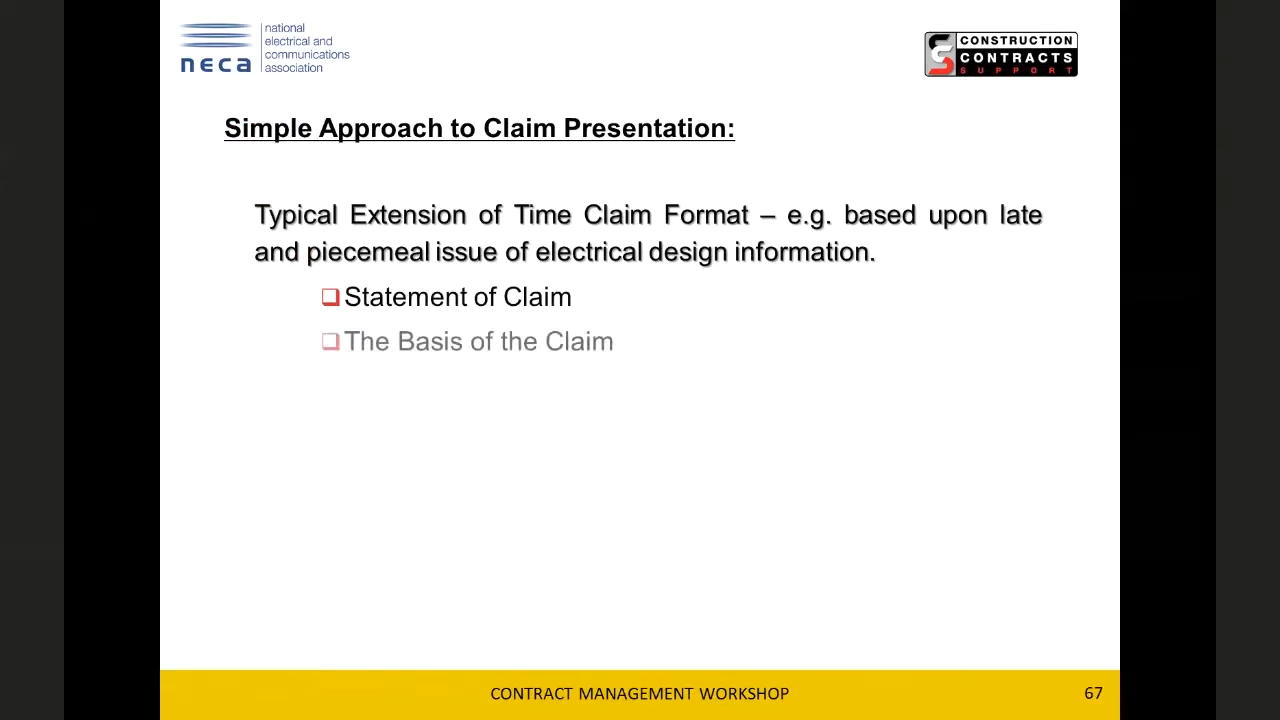 national
electrical and
communications
association
neca
CONSTRUCTION
CONTRACTS
SUPPORT
Simple Approach to Claim Presentation:
Typical Extension of Time Claim Format – e.g. based upon late
and piecemeal issue of electrical design information.
Statement of Claim
The Basis of the Claim
CONTRACT MANAGEMENT WORKSHOP
67